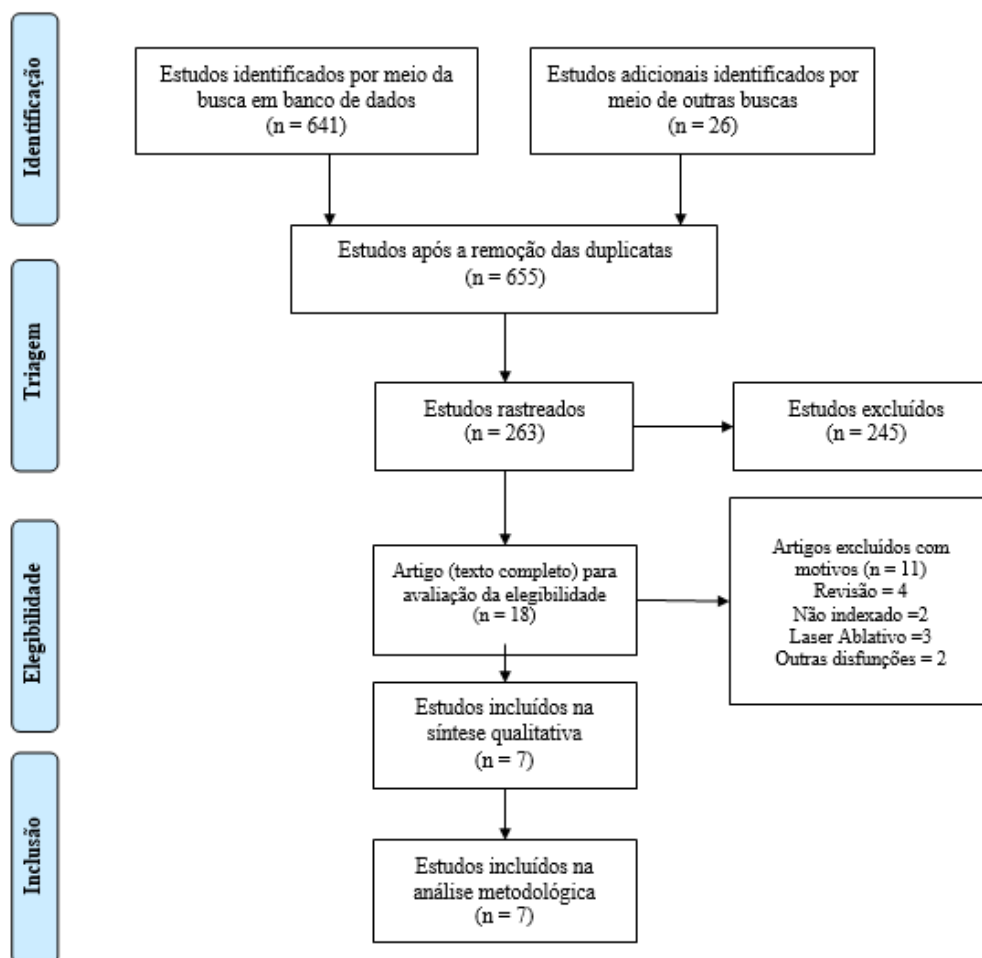 Identificação
Estudos identificados por meio da
busca em banco de dados
(n = 641)
Estudos adicionais identificados por
meio de outras buscas
(n = 26)
Estudos após a remoção das duplicatas
(n = 655)
Triagem
Estudos rastreados
(n = 263)
Estudos excluídos
(n = 245)
Elegibilidade
Artigo (texto completo) para
avaliação da elegibilidade
(n = 18)
Artigos excluídos com
motivos (n = 11)
Revisão = 4
Não indexado =2
Laser Ablativo =3
Outras disfunções = 2
Estudos incluídos na
síntese qualitativa
(n = 7)
Inclusão
Estudos incluídos na
análise metodológica
(n = 7)